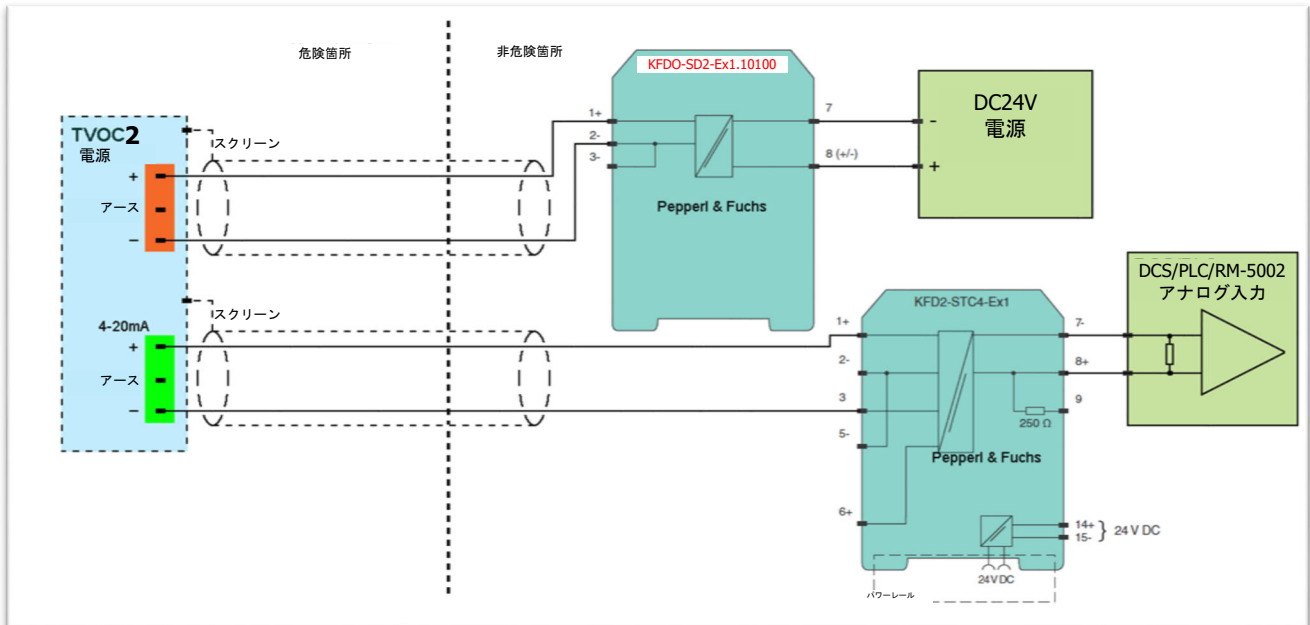 危険箇所
非危険箇所
TVOC2
電源
スクリーン
+
アース
−
スクリーン
4-20mA
+
アース
−
KFDO-SD2-Ex1.10100
1+
2-
3-
7
8 (+/-)
Pepperl & Fuchs
DC24V
電源
-
+
KFD2-STC4-Ex1
1+
2-
3
5-
6+
7-
8+
9
250 Ω
Pepperl & Fuchs
14+
15-
} 24 V DC
24V DC
パワーレール
DCS/PLC/RM-5002
アナログ入力